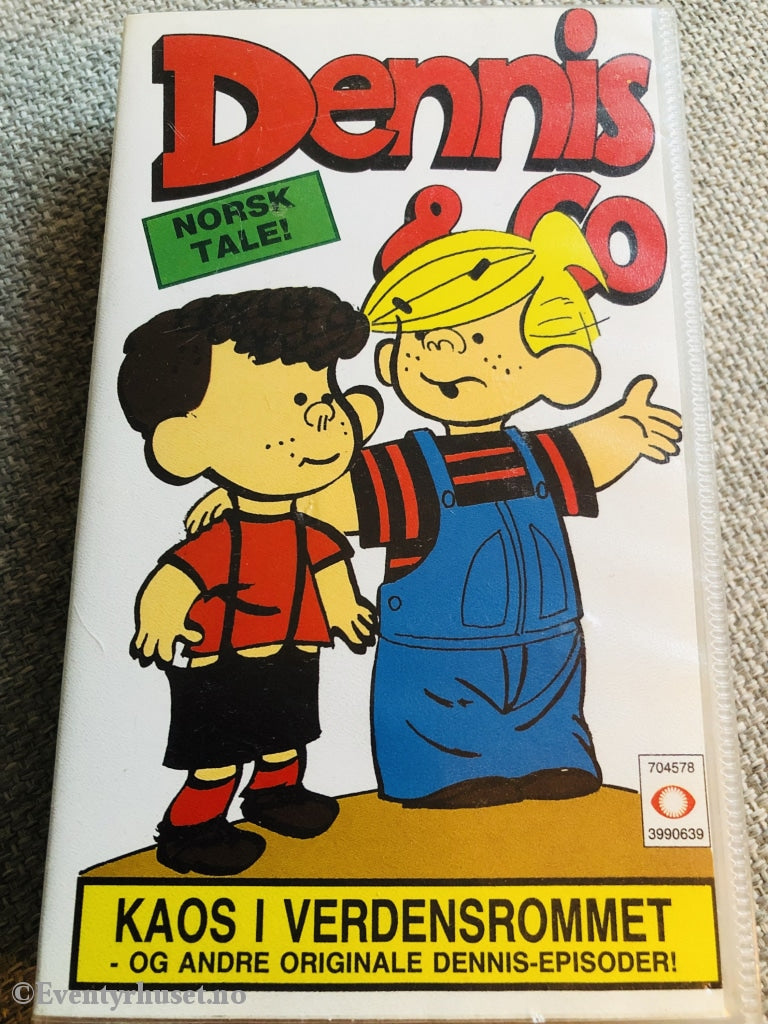 Dennis
& Co
NORSK
TALE!
704578
3990639
KAOS I VERDENSROMMET
- OG ANDRE ORIGINALE DENNIS-EPISODER!
©Eventyrhuset.no